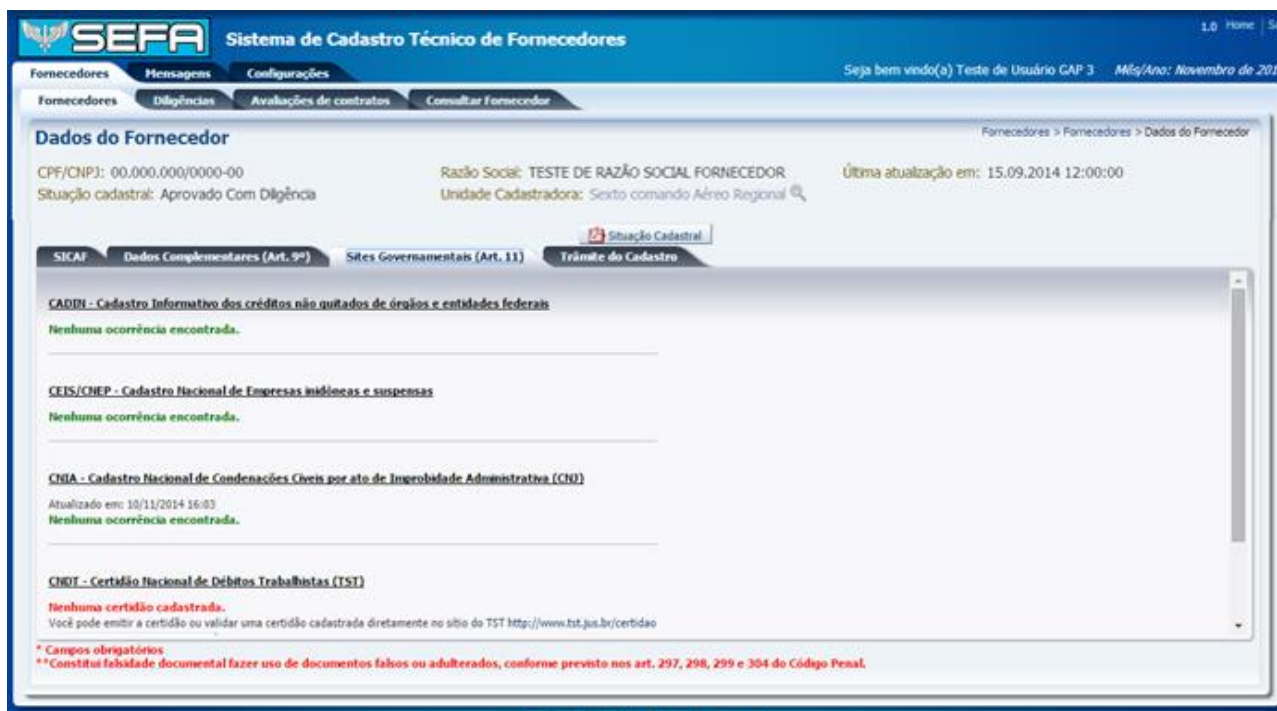 SEFA Sistema de Cadastro Técnico de Fornecedores
1.0 Home
Fornecedores Mensagens Configurações
Seja bem vindo(a) Teste de Usuário GAP 3 Mês/Ano: Novembro de 201
Fornecedores Diligências Avaliações de contratos Consultar Fornecedor
Dados do Fornecedor
Fornecedores > Fornecedores > Dados do Fornecedor
CPF/CNPJ: 00.000.000/0000-00 Razão Social: TESTE DE RAZÃO SOCIAL FORNECEDOR Última atualização em: 15.09.2014 12:00:00
Situação cadastral: Aprovado Com Diligência Unidade Cadastradora: Sexto comando Aéreo Regional
Situação Cadastral
SICAF Dados Complementares (Art. 9º) Sites Governamentais (Art. 11) Trâmite do Cadastro
CADIN - Cadastro Informativo dos créditos não quitados de órgãos e entidades federais
Nenhuma ocorrência encontrada.
CEIS/CNEP - Cadastro Nacional de Empresas inidôneas e suspensas
Nenhuma ocorrência encontrada.
CNIA - Cadastro Nacional de Condenações Cíveis por ato de Improbidade Administrativa (CNJ)
Atualizado em: 10/11/2014 16:03
Nenhuma ocorrência encontrada.
CNDT - Certidão Nacional de Débitos Trabalhistas (TST)
Nenhuma certidão cadastrada.
Você pode emitir a certidão ou validar uma certidão cadastrada diretamente no sítio do TST http://www.tst.jus.br/certidao
* Campos obrigatórios
**Constitui falsidade documental fazer uso de documentos falsos ou adulterados, conforme previsto nos art. 297, 298, 299 e 304 do Código Penal.